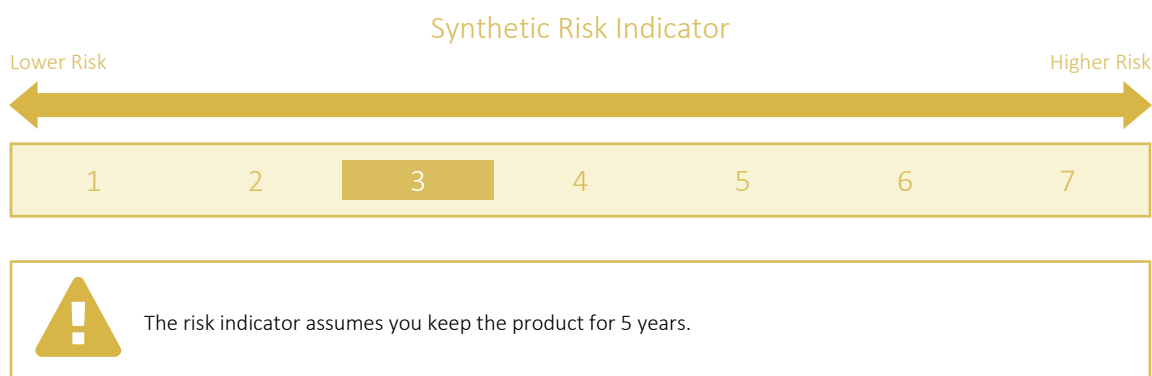 Synthetic Risk Indicator
Lower Risk Higher Risk
1 2 3 4 5 6 7
The risk indicator assumes you keep the product for 5 years.